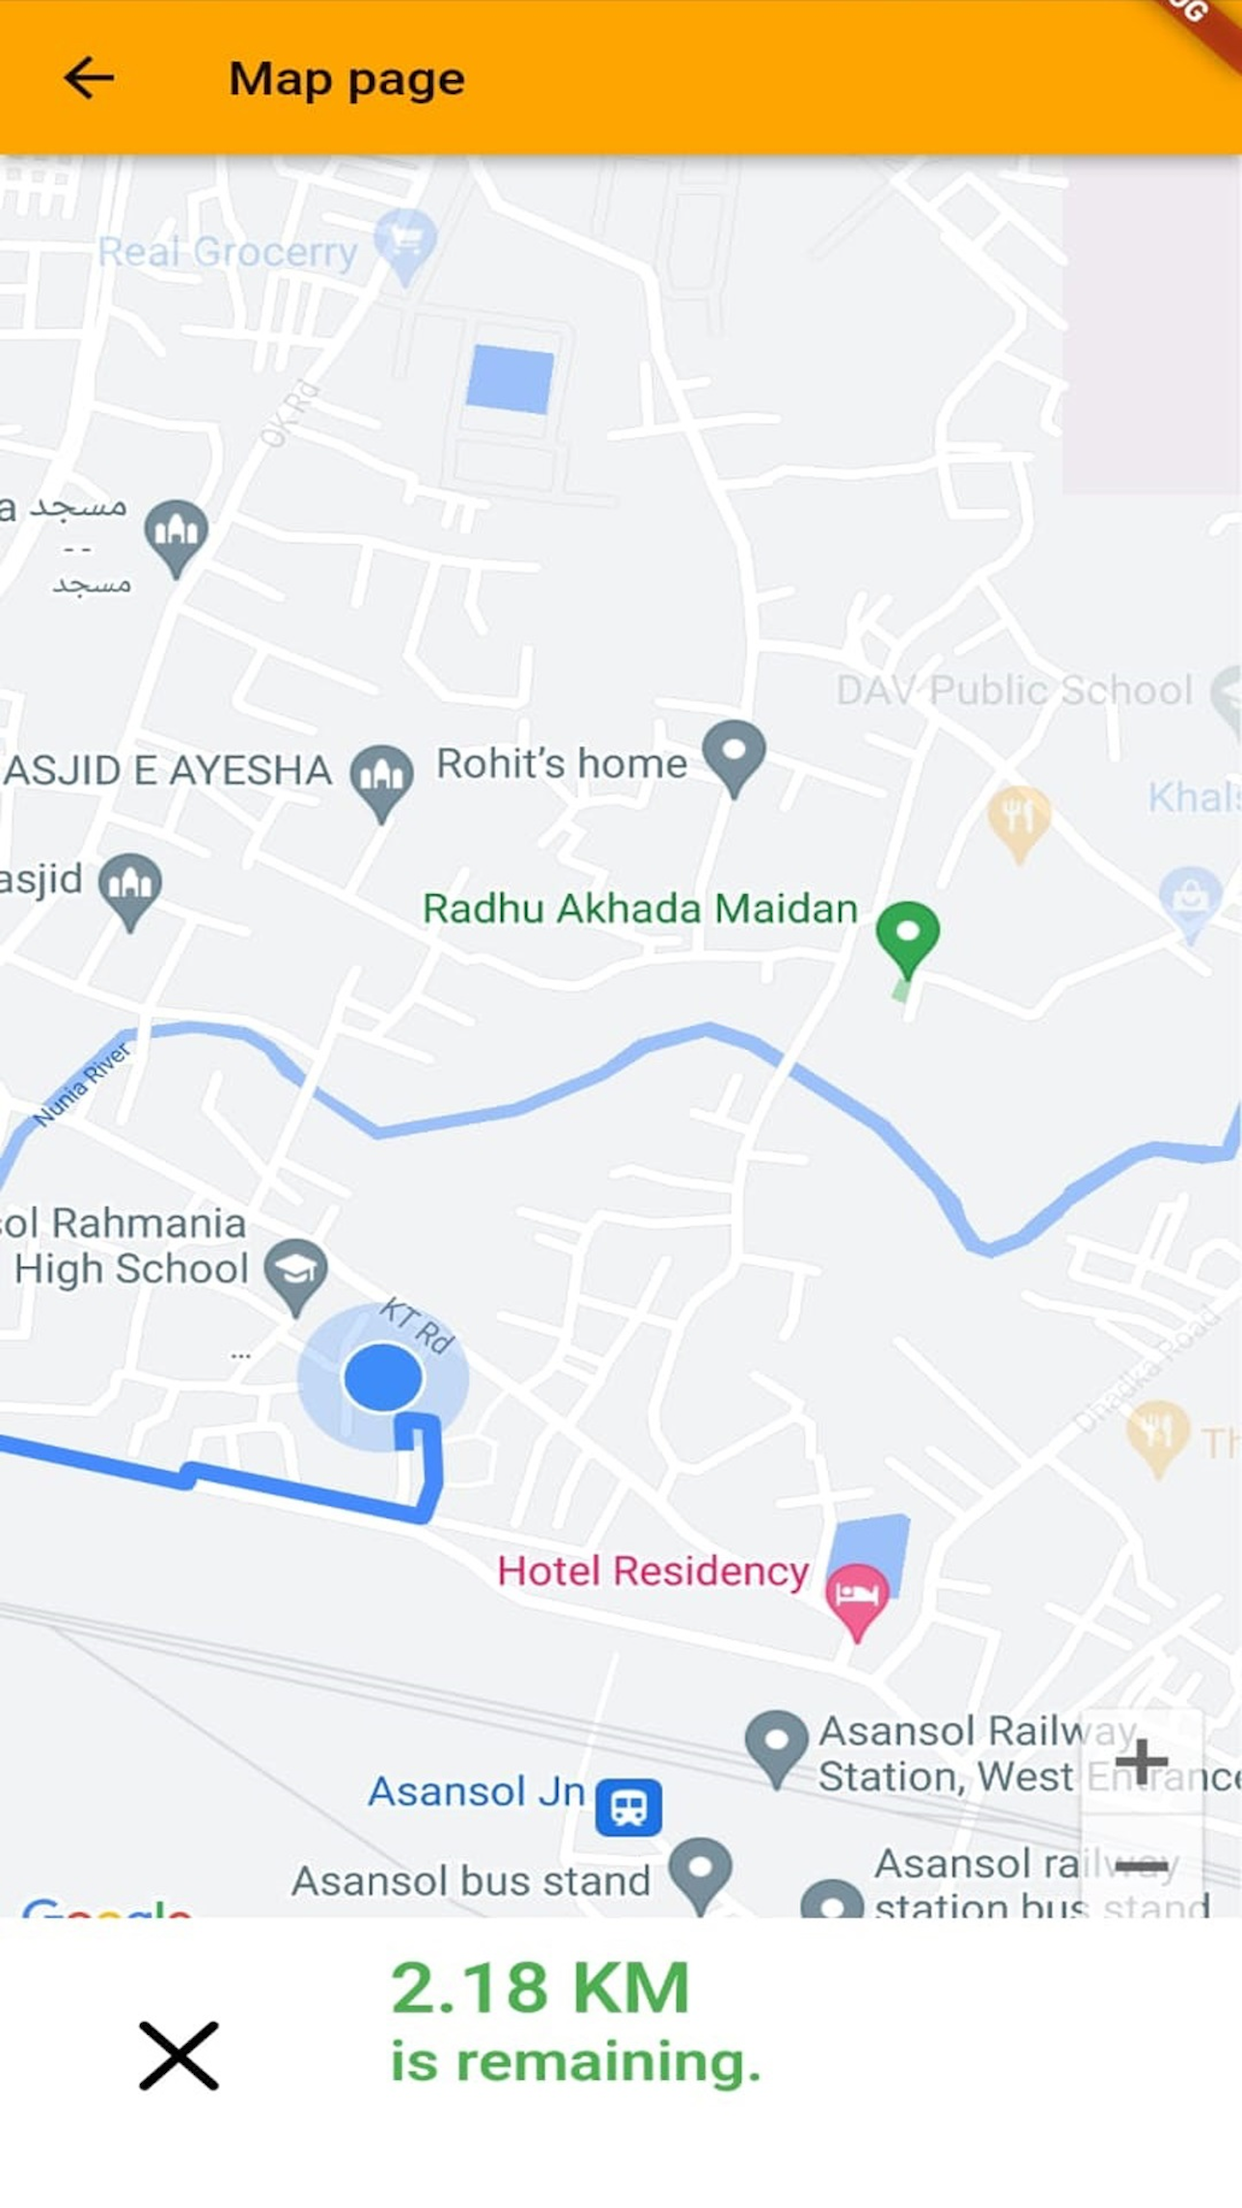 Map page
Real Grocerry
OK Rd
a مسجد
--
مسجد
DAV Public School
ASJID E AYESHA
Rohit's home
Khals
asjid
Radhu Akhada Maidan
Nunia River
sol Rahmania
High School
KT Rd
...
Dhadka Road
Th
Hotel Residency
Asansol Railway
Station, West Entrance
Asansol Jn
Asansol bus stand
Asansol railway
station bus stand
Google
2.18 KM
is remaining.